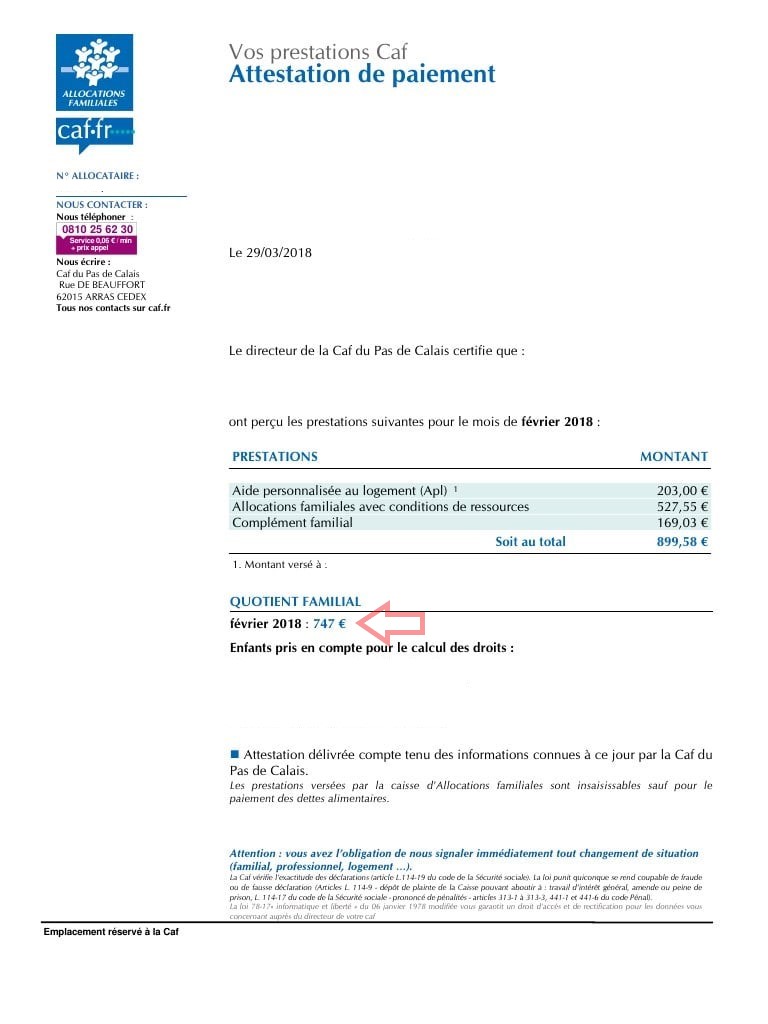 Vos prestations Caf
Attestation de paiement
ALLOCATIONS
FAMILIALES
caf.fr
N° ALLOCATAIRE :
NOUS CONTACTER :
Nous téléphoner :
0810 25 62 30
Service 0,06 € / min
+ prix appel
Nous écrire :
Caf du Pas de Calais
Rue DE BEAUFFORT
62015 ARRAS CEDEX
Tous nos contacts sur caf.fr
Le 29/03/2018
Le directeur de la Caf du Pas de Calais certifie que :
ont perçu les prestations suivantes pour le mois de février 2018 :
PRESTATIONS MONTANT
Aide personnalisée au logement (Apl) 1 203,00 €
Allocations familiales avec conditions de ressources 527,55 €
Complément familial 169,03 €
Soit au total 899,58 €
1. Montant versé à :
QUOTIENT FAMILIAL
février 2018 : 747 €
Enfants pris en compte pour le calcul des droits :
■ Attestation délivrée compte tenu des informations connues à ce jour par la Caf du
Pas de Calais.
Les prestations versées par la caisse d'Allocations familiales sont insaisissables sauf pour le
paiement des dettes alimentaires.
Attention : vous avez l'obligation de nous signaler immédiatement tout changement de situation
(familial, professionnel, logement ...).
La Caf vérifie l'exactitude des déclarations (article L.114-19 du code de la Sécurité sociale). La loi punit quiconque se rend coupable de fraude
ou de fausse déclaration (Articles L. 114-9 - dépôt de plainte de la Caisse pouvant aboutir à : travail d'intérêt général, amende ou peine de
prison, L. 114-17 du code de la Sécurité sociale - prononcé de pénalités - articles 313-1 à 313-3, 441-1 et 441-6 du code Pénal).
La loi 78-17« informatique et liberté » du 06 janvier 1978 modifiée vous garantit un droit d'accès et de rectification pour les données vous
concernant auprès du directeur de votre caf
Emplacement réservé à la Caf